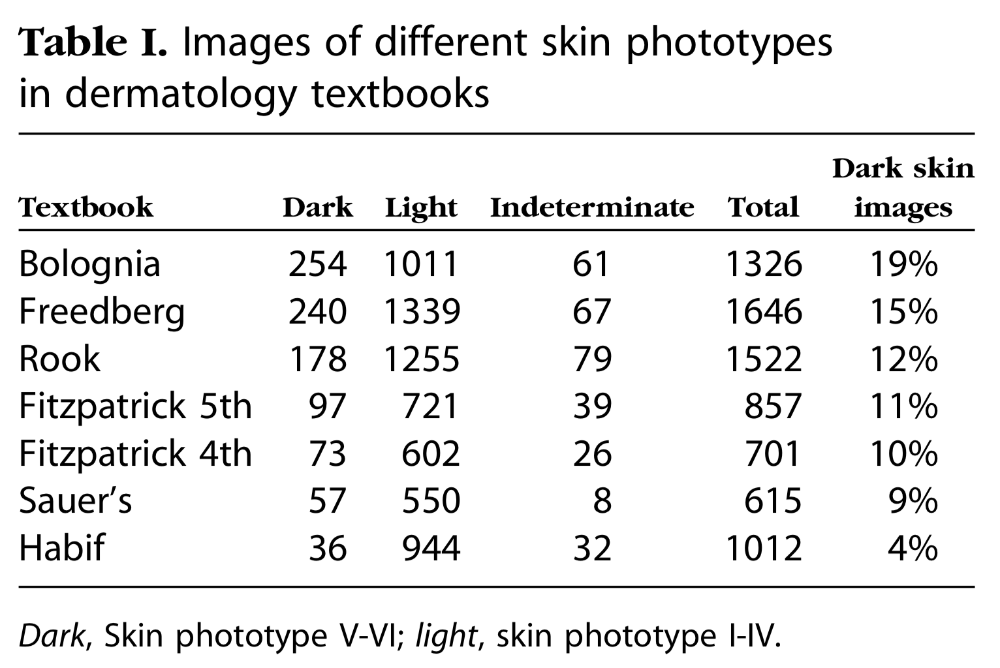 Table I. Images of different skin phototypes
in dermatology textbooks
Dark skin
Textbook Dark Light Indeterminate Total images
Bolognia 254 1011 61 1326 19%
Freedberg 240 1339 67 1646 15%
Rook 178 1255 79 1522 12%
Fitzpatrick 5th 97 721 39 857 11%
Fitzpatrick 4th 73 602 26 701 10%
Sauer’s 57 550 8 615 9%
Habif 36 944 32 1012 4%
Dark, Skin phototype V-VI; light, skin phototype I-IV.